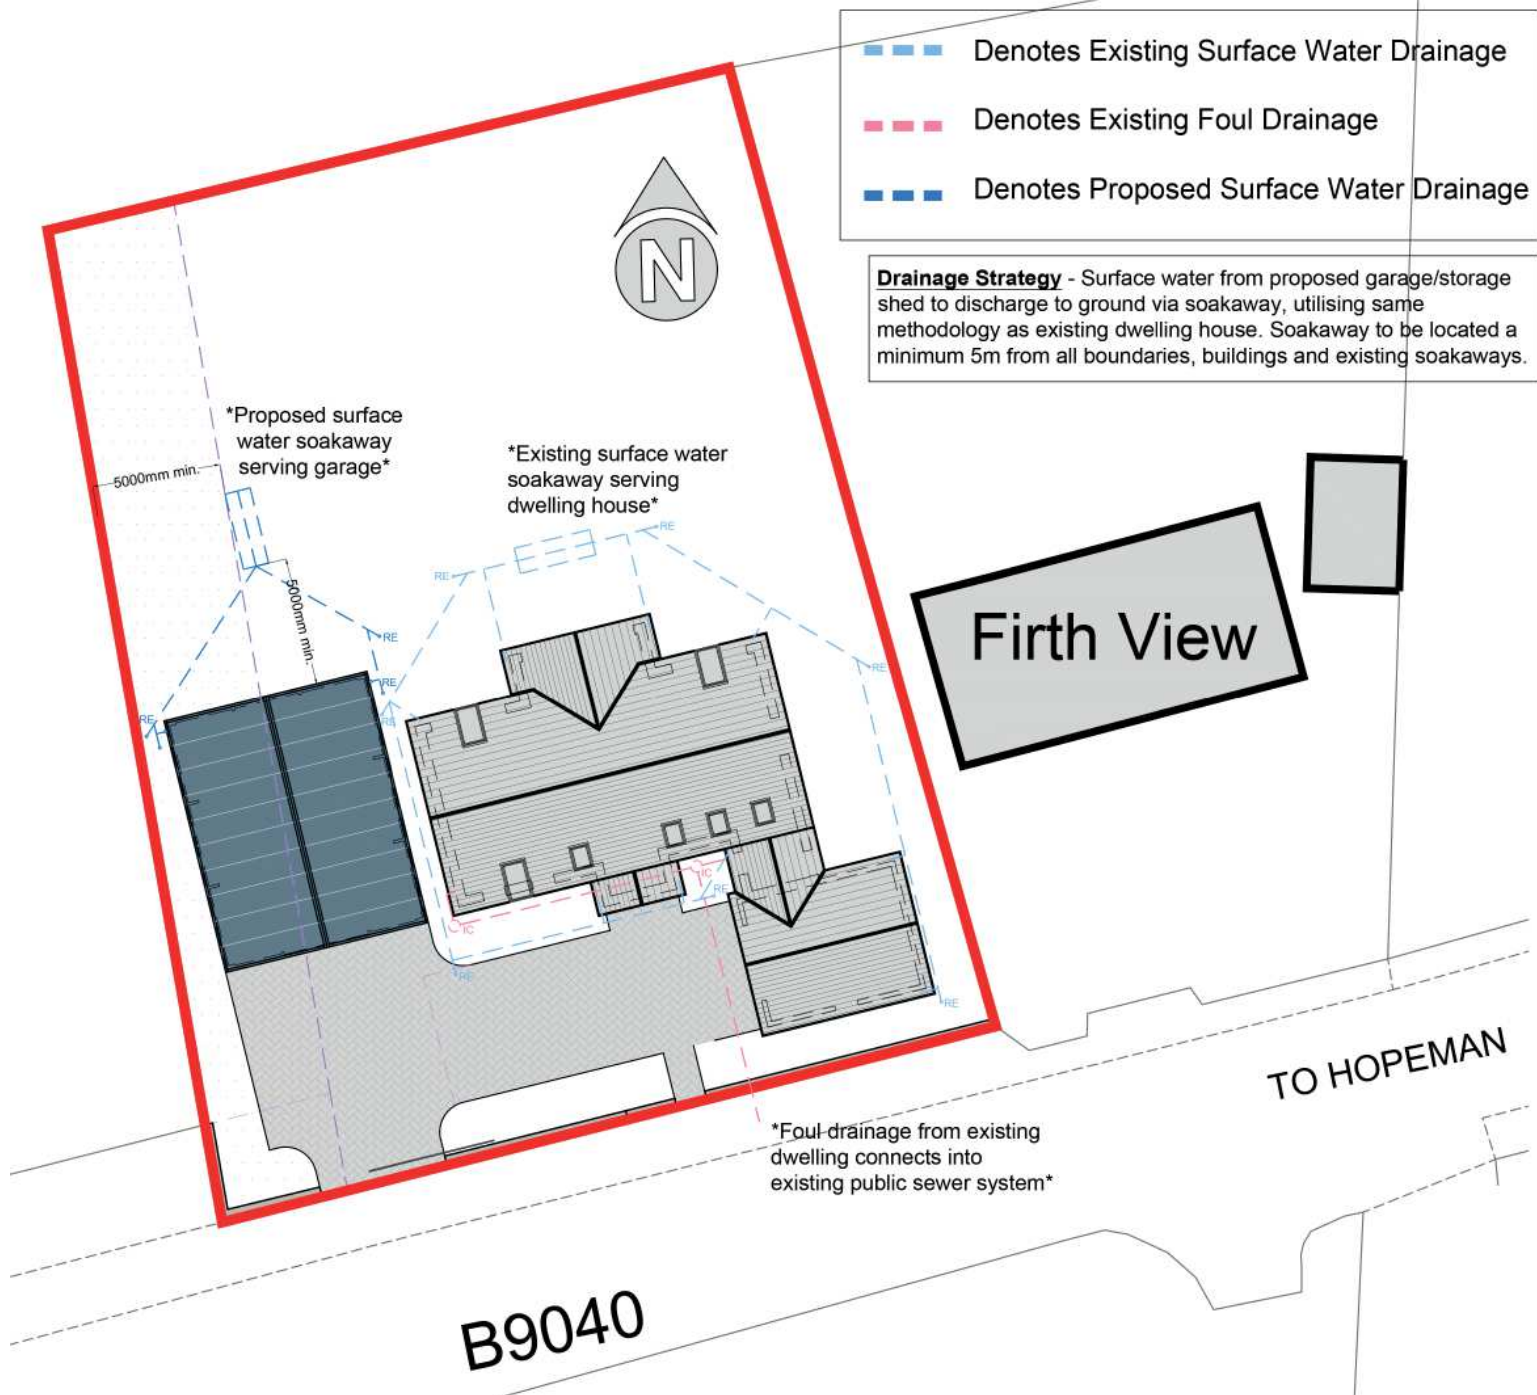 Denotes Existing Surface Water Drainage
Denotes Existing Foul Drainage
Denotes Proposed Surface Water Drainage
N
Drainage Strategy - Surface water from proposed garage/storage
shed to discharge to ground via soakaway, utilising same
methodology as existing dwelling house. Soakaway to be located a
minimum 5m from all boundaries, buildings and existing soakaways.
*Proposed surface
water soakaway
serving garage*
5000mm min.
*Existing surface water
soakaway serving
dwelling house*
RE
RE
5000mm min.
RE
RE
RE
RE
RE
Firth View
IC
RE
IC
RE
RE
TO HOPEMAN
*Foul drainage from existing
dwelling connects into
existing public sewer system*
B9040